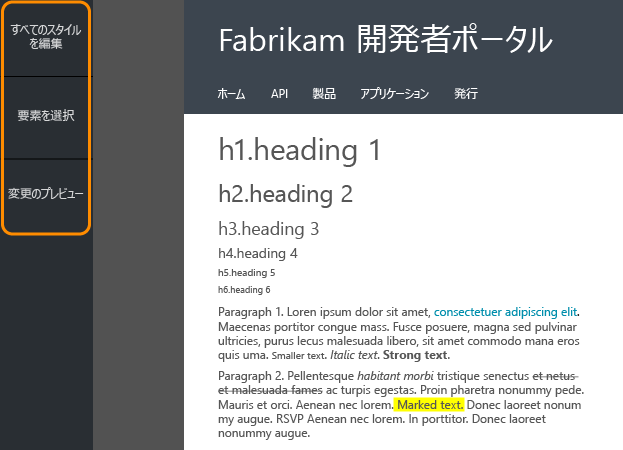 すべてのスタイル
を編集
要素を選択
変更のプレビュー
Fabrikam 開発者ポータル
ホーム API 製品 アプリケーション 発行
h1.heading 1
h2.heading 2
h3.heading 3
h4.heading 4
h5.heading 5
h6.heading 6
Paragraph 1. Loren ipsum dolor sit amet, consectetuer adipiscing elit.
Maecenas portitor congue mass. Fusce posuere, magna sed pulvinar
ultricies, purus lecus malesuada libero, sit amet commodo mana eros
quis uma. Smaller text. Italic text. Strong text.
Paragraph 2. Pellentesque habitant morbi tristique senectus et netus
et malesuada fames ac turpis egestas. Proin pharetra nonummy pede.
Mauris et orci. Aenean nec lorem. Marked text. Donec laoreet nonum
my augue. RSVP Aenean nec lorem. In porttitor. Donec laoreet
nonummy augue.